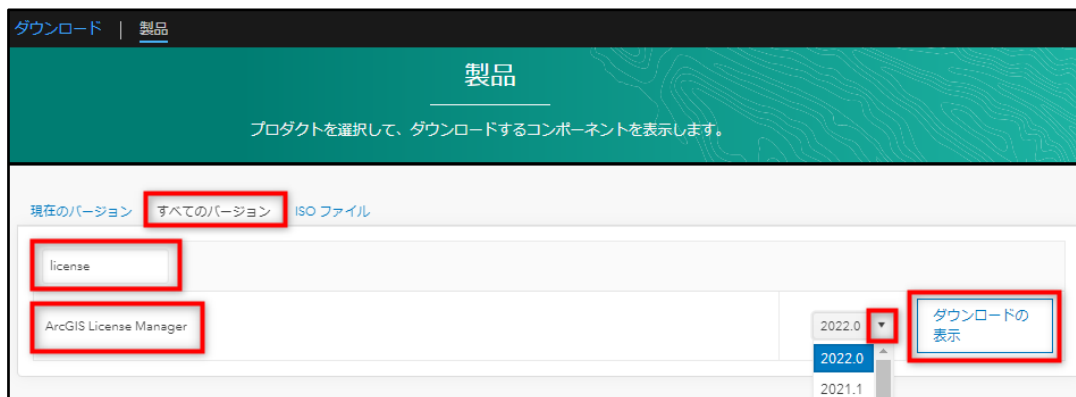 ダウンロード | 製品
製品
プロダクトを選択して、ダウンロードするコンポーネントを表示します。
現在のバージョン すべてのバージョン ISO ファイル
license
ArcGIS License Manager
2022.0
ダウンロードの
表示
2022.0
2021.1